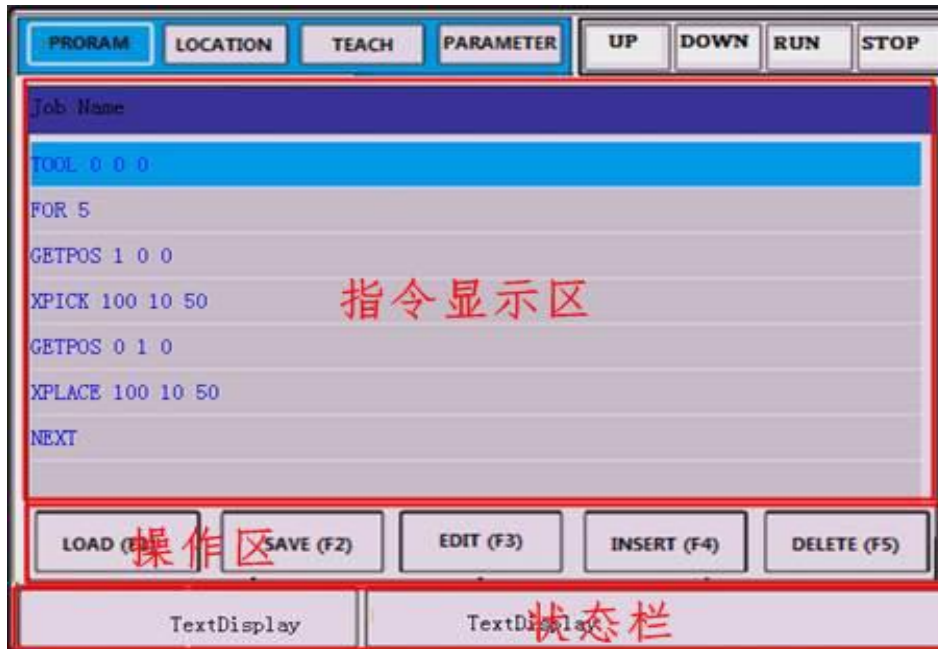 PRORAM LOCATION TEACH PARAMETER UP DOWN RUN STOP
Job Name
TOOL 0 0 0
FOR 5
GETPOS 1 0 0
XPICK 100 10 50
指令显示区
GETPOS 0 1 0
XPLACE 100 10 50
NEXT
LOAD (F1) SAVE (F2) EDIT (F3) INSERT (F4) DELETE (F5)
操作区
TextDisplay TextDisplay
状态栏